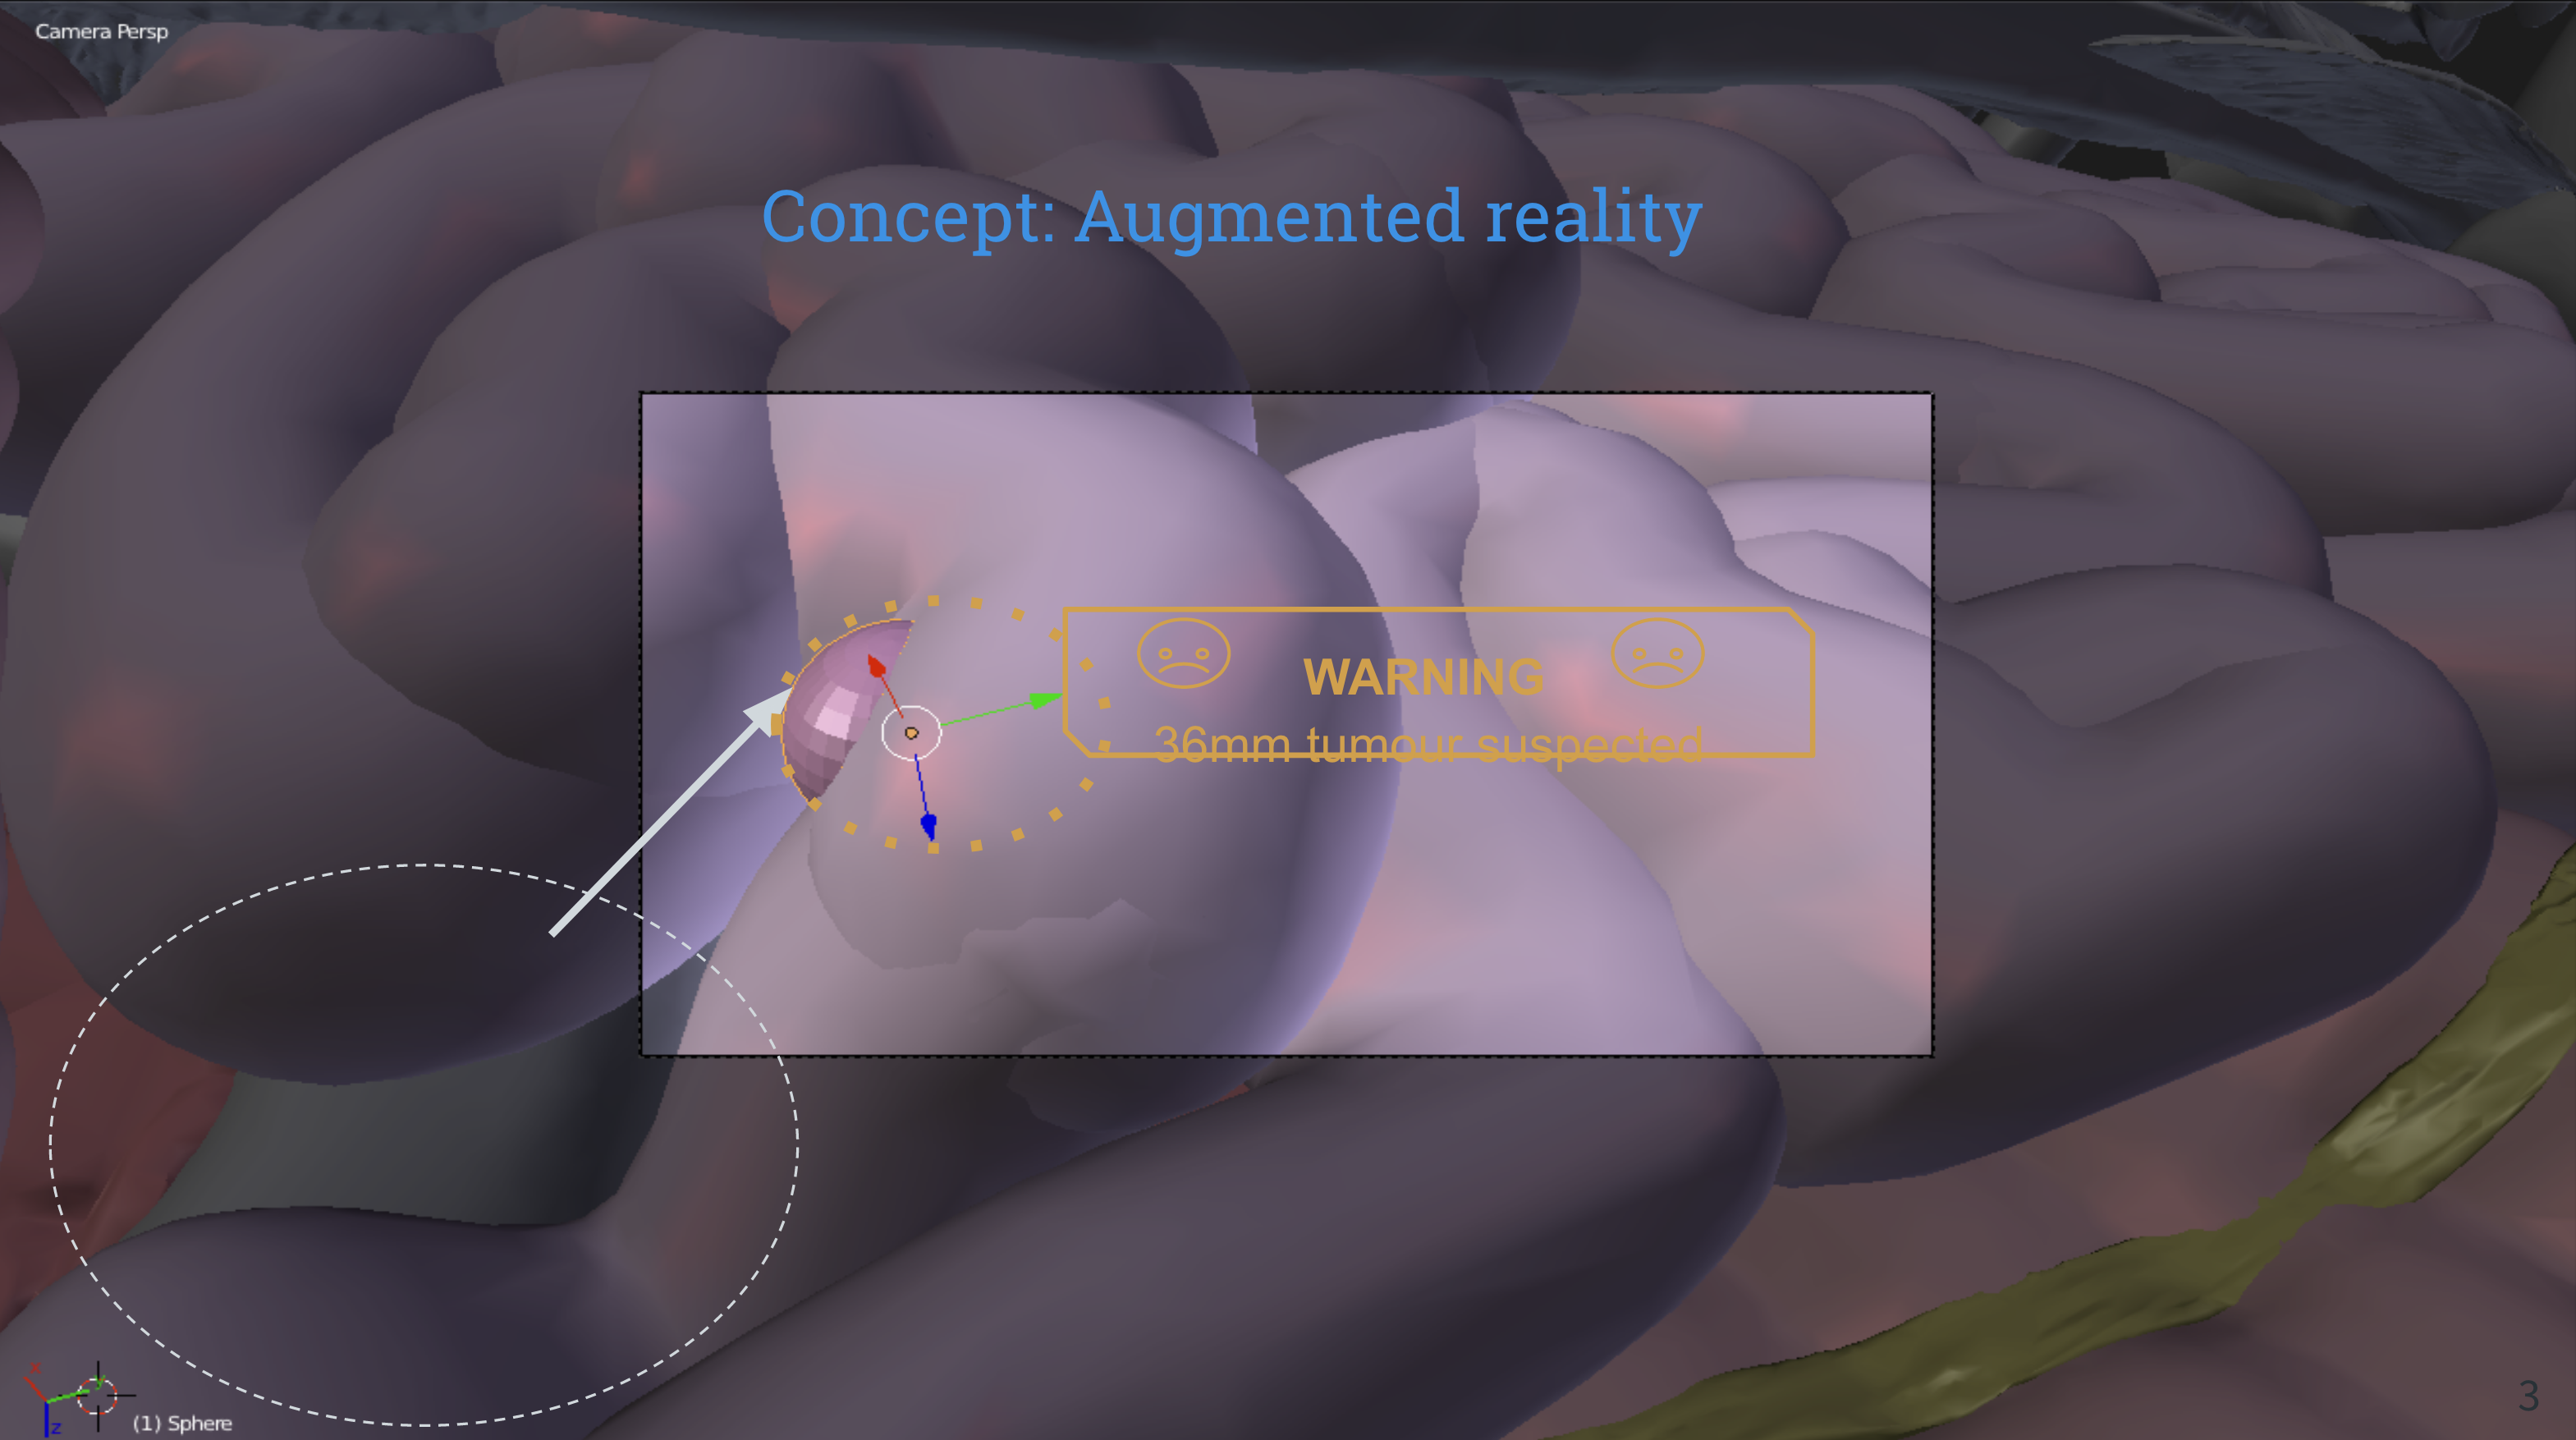 Camera Persp
Concept: Augmented reality
WARNING
36mm tumour suspected
x
y
z
(1) Sphere
3